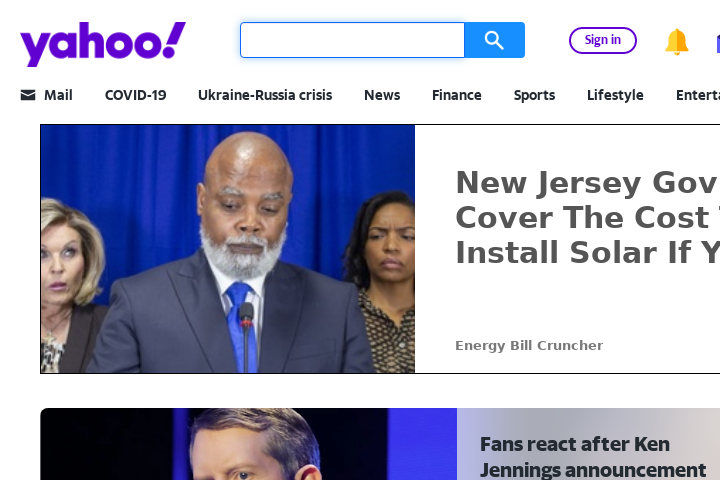 yahoo!
Sign in
Mail
COVID-19
Ukraine-Russia crisis
News
Finance
Sports
Lifestyle
New Jersey Gov
Cover The Cost
Install Solar If
Energy Bill Cruncher
Fans react after Ken
Jennings announcement